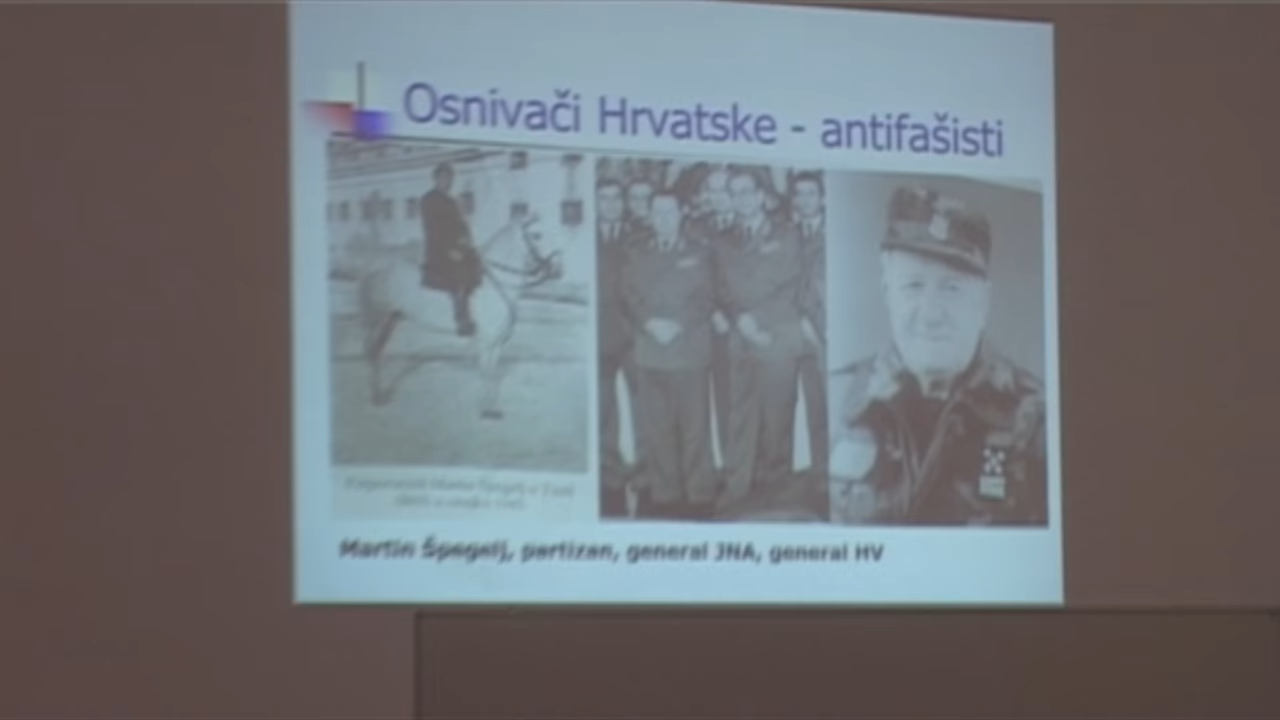 Osnivači Hrvatske - antifašisti
Martin Špegelj, partizan, general JNA, general HV